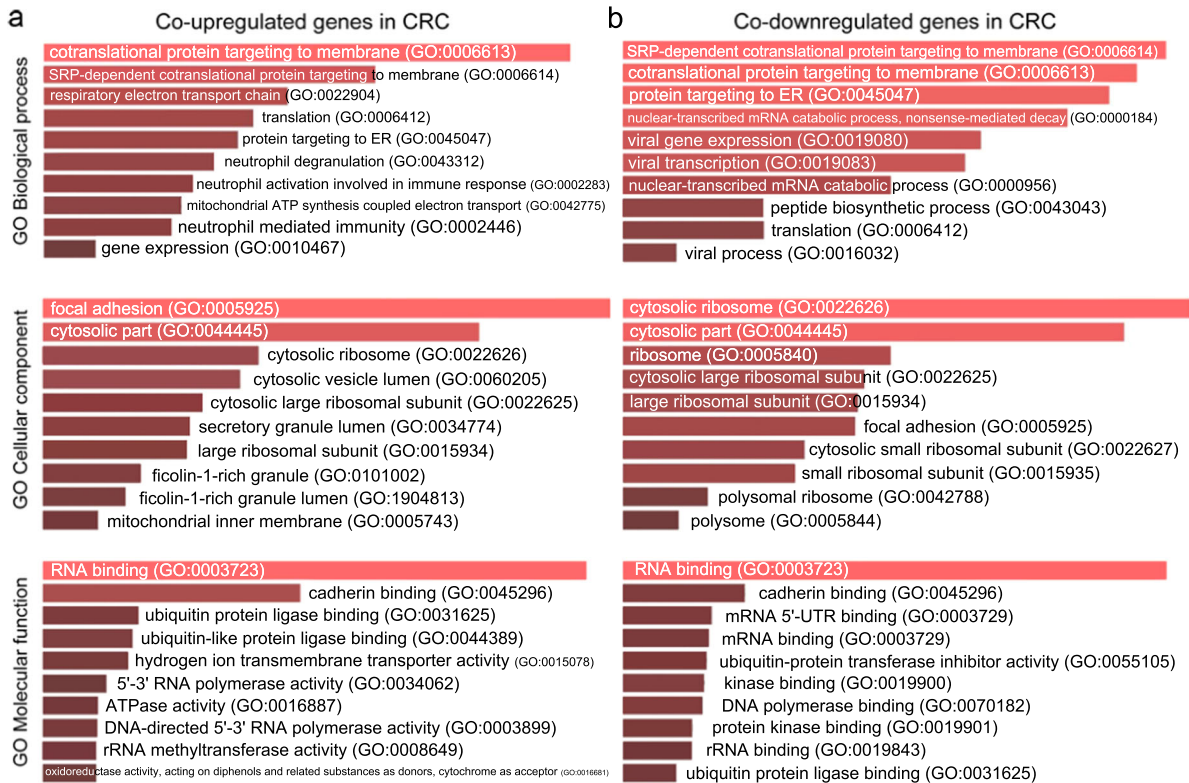 a
Co-upregulated genes in CRC
GO Biological process
cotranslational protein targeting to membrane (GO:0006613)
SRP-dependent cotranslational protein targeting to membrane (GO:0006614)
respiratory electron transport chain (GO:0022904)
translation (GO:0006412)
protein targeting to ER (GO:0045047)
neutrophil degranulation (GO:0043312)
neutrophil activation involved in immune response (GO:0002283)
mitochondrial ATP synthesis coupled electron transport (GO:0042775)
neutrophil mediated immunity (GO:0002446)
gene expression (GO:0010467)
GO Cellular component
focal adhesion (GO:0005925)
cytosolic part (GO:0044445)
cytosolic ribosome (GO:0022626)
cytosolic vesicle lumen (GO:0060205)
cytosolic large ribosomal subunit (GO:0022625)
secretory granule lumen (GO:0034774)
large ribosomal subunit (GO:0015934)
ficolin-1-rich granule (GO:0101002)
ficolin-1-rich granule lumen (GO:1904813)
mitochondrial inner membrane (GO:0005743)
GO Molecular function
RNA binding (GO:0003723)
cadherin binding (GO:0045296)
ubiquitin protein ligase binding (GO:0031625)
ubiquitin-like protein ligase binding (GO:0044389)
hydrogen ion transmembrane transporter activity (GO:0015078)
5'-3' RNA polymerase activity (GO:0034062)
ATPase activity (GO:0016887)
DNA-directed 5'-3' RNA polymerase activity (GO:0003899)
rRNA methyltransferase activity (GO:0008649)
oxidoreductase activity, acting on diphenols and related substances as donors, cytochrome as acceptor (GO:0016681)
b
Co-downregulated genes in CRC
SRP-dependent cotranslational protein targeting to membrane (GO:0006614)
cotranslational protein targeting to membrane (GO:0006613)
protein targeting to ER (GO:0045047)
nuclear-transcribed mRNA catabolic process, nonsense-mediated decay (GO:0000184)
viral gene expression (GO:0019080)
viral transcription (GO:0019083)
nuclear-transcribed mRNA catabolic process (GO:0000956)
peptide biosynthetic process (GO:0043043)
translation (GO:0006412)
viral process (GO:0016032)
cytosolic ribosome (GO:0022626)
cytosolic part (GO:0044445)
ribosome (GO:0005840)
cytosolic large ribosomal subunit (GO:0022625)
large ribosomal subunit (GO:0015934)
focal adhesion (GO:0005925)
cytosolic small ribosomal subunit (GO:0022627)
small ribosomal subunit (GO:0015935)
polysomal ribosome (GO:0042788)
polysome (GO:0005844)
RNA binding (GO:0003723)
cadherin binding (GO:0045296)
mRNA 5'-UTR binding (GO:0003729)
mRNA binding (GO:0003729)
ubiquitin-protein transferase inhibitor activity (GO:0055105)
kinase binding (GO:0019900)
DNA polymerase binding (GO:0070182)
protein kinase binding (GO:0019901)
rRNA binding (GO:0019843)
ubiquitin protein ligase binding (GO:0031625)